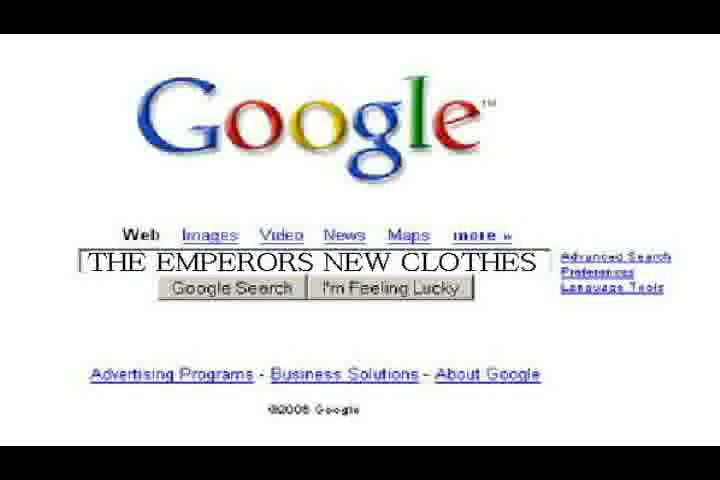 Google™
Web Images Video News Maps more »
THE EMPERORS NEW CLOTHES
Advanced Search
Preferences
Language Tools
Google Search I'm Feeling Lucky
Advertising Programs - Business Solutions - About Google
©2006 Google